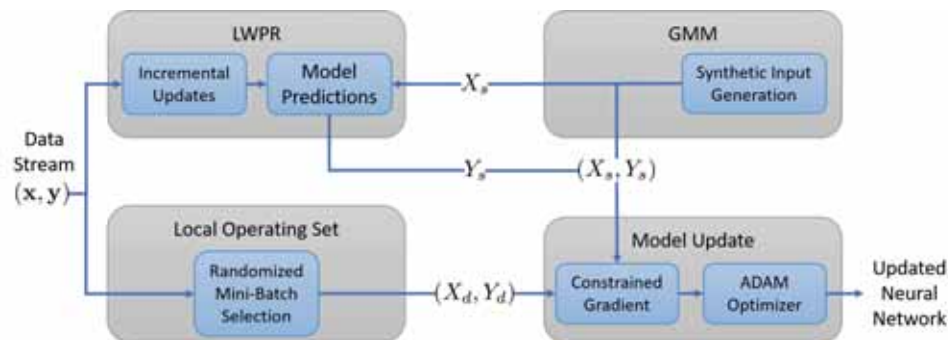 LWPR
Incremental
Updates
Model
Predictions
GMM
Synthetic Input
Generation
X_s
Data
Stream
(x, y)
Y_s
(X_s, Y_s)
Local Operating Set
Randomized
Mini-Batch
Selection
(X_d, Y_d)
Model Update
Constrained
Gradient
ADAM
Optimizer
Updated
Neural
Network